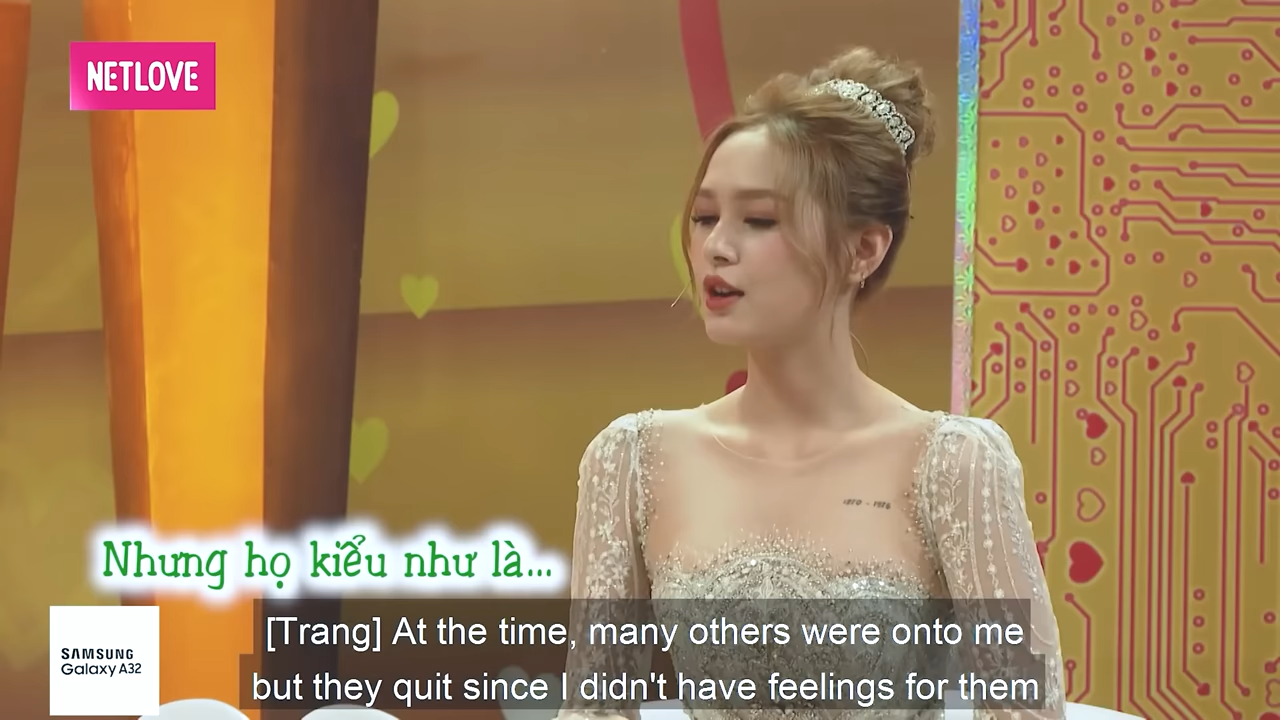 NETLOVE
Nhưng họ kiểu như là...
SAMSUNG
Galaxy A32
[Trang] At the time, many others were onto me
but they quit since I didn't have feelings for them